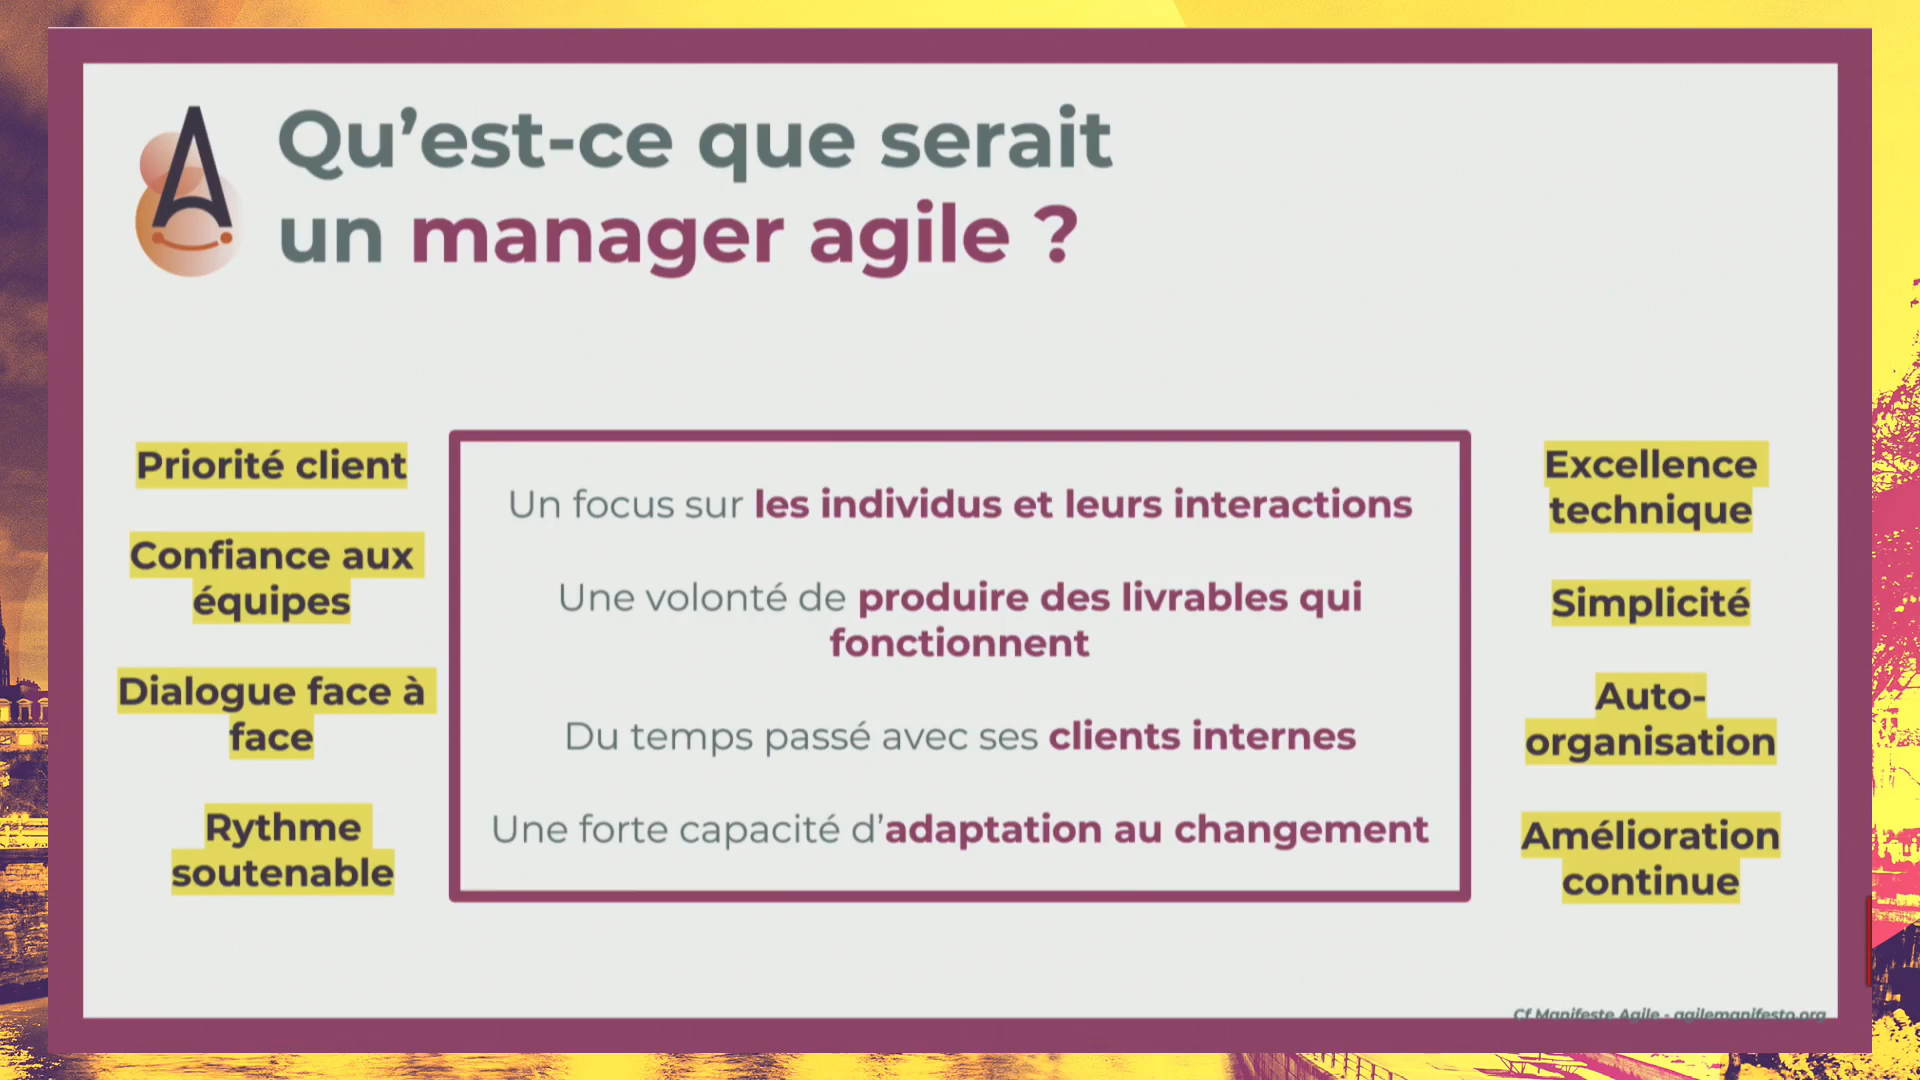 Qu'est-ce que serait
un manager agile ?
Priorité client
Confiance aux
équipes
Dialogue face à
face
Rythme
soutenable
Un focus sur les individus et leurs interactions
Une volonté de produire des livrables qui
fonctionnent
Du temps passé avec ses clients internes
Une forte capacité d'adaptation au changement
Excellence
technique
Simplicité
Auto-
organisation
Amélioration
continue
Cf Manifeste Agile - agilemanifesto.org